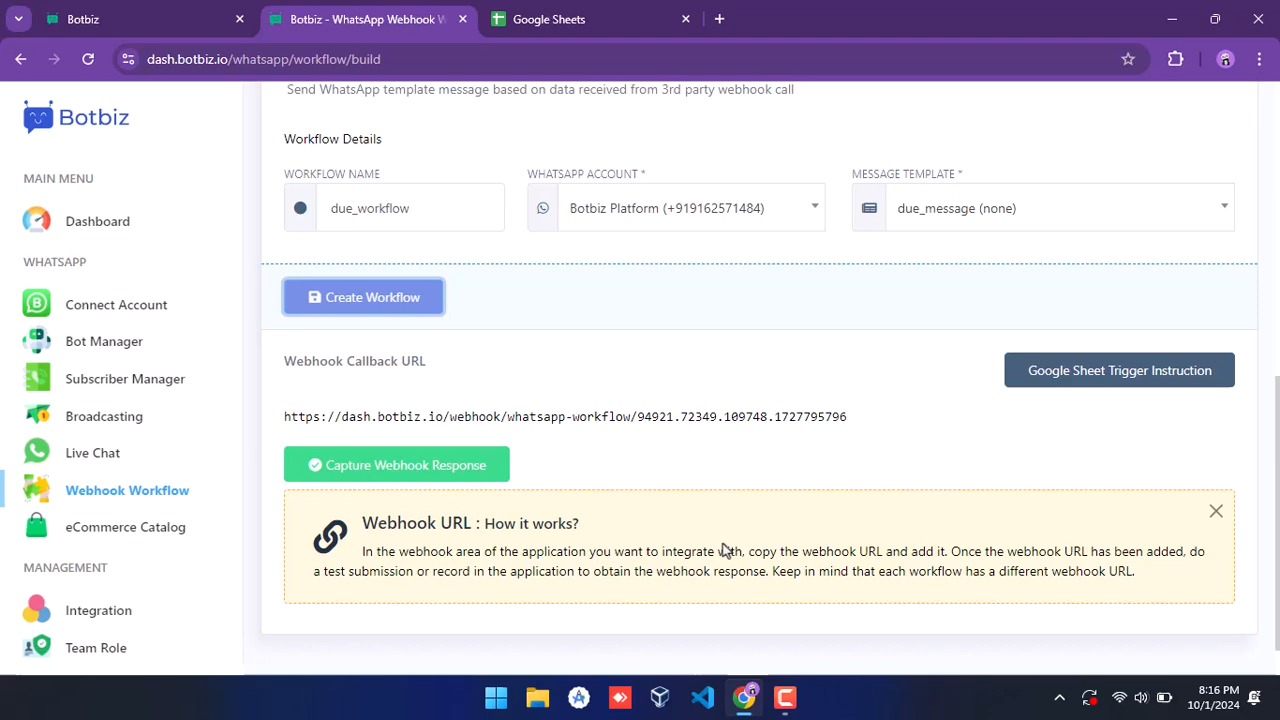 Botbiz
Botbiz - WhatsApp Webhook W
Google Sheets
dash.botbiz.io/whatsapp/workflow/build
Botbiz
MAIN MENU
Dashboard
WHATSAPP
Connect Account
Bot Manager
Subscriber Manager
Broadcasting
Live Chat
Webhook Workflow
eCommerce Catalog
MANAGEMENT
Integration
Team Role
Send WhatsApp template message based on data received from 3rd party webhook call
Workflow Details
WORKFLOW NAME
WHATSAPP ACCOUNT *
MESSAGE TEMPLATE *
due_workflow
Botbiz Platform (+919162571484)
due_message (none)
Create Workflow
Webhook Callback URL
Google Sheet Trigger Instruction
https://dash.botbiz.io/webhook/whatsapp-workflow/94921.72349.109748.1727795796
Capture Webhook Response
Webhook URL : How it works?
In the webhook area of the application you want to integrate with, copy the webhook URL and add it. Once the webhook URL has been added, do
a test submission or record in the application to obtain the webhook response. Keep in mind that each workflow has a different webhook URL.
8:16 PM
10/1/2024